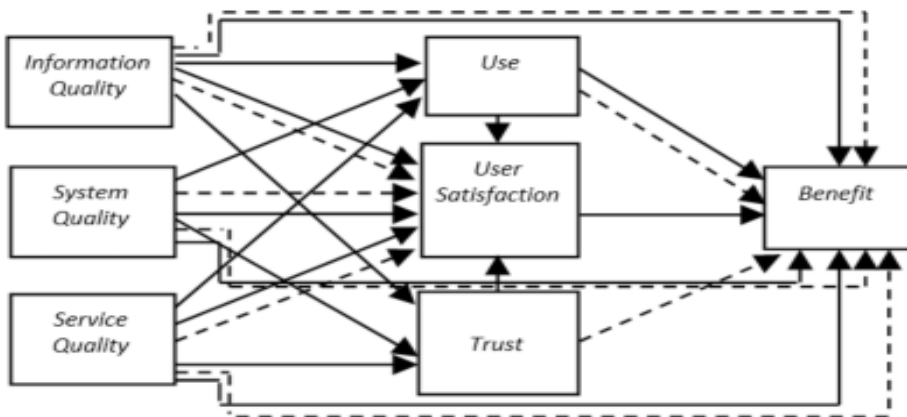 Information
Quality
Use
System
Quality
User
Satisfaction
Benefit
Service
Quality
Trust